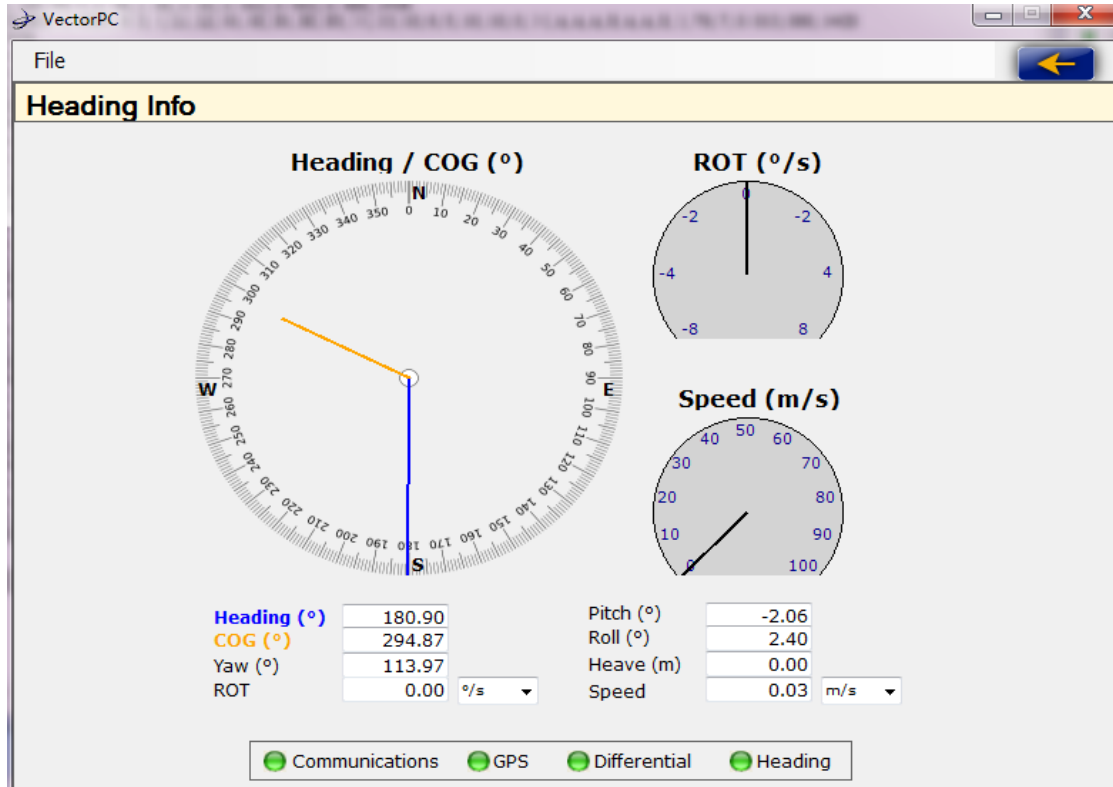 VectorPC
File
Heading Info
Heading / COG (º)
N
0 10 20 30 40 50 60 70 80 90 100 110 120 130 140 150 160 170 180 190 200 210 220 230 240 250 260 270 280 290 300 310 320 330 340 350
W
E
S
ROT (º/s)
0
-2 -2
-4 4
-8 8
Speed (m/s)
0 10 20 30 40 50 60 70 80 90 100
Heading (º) 180.90
COG (º) 294.87
Yaw (º) 113.97
ROT 0.00 º/s
Pitch (º) -2.06
Roll (º) 2.40
Heave (m) 0.00
Speed 0.03 m/s
Communications GPS Differential Heading